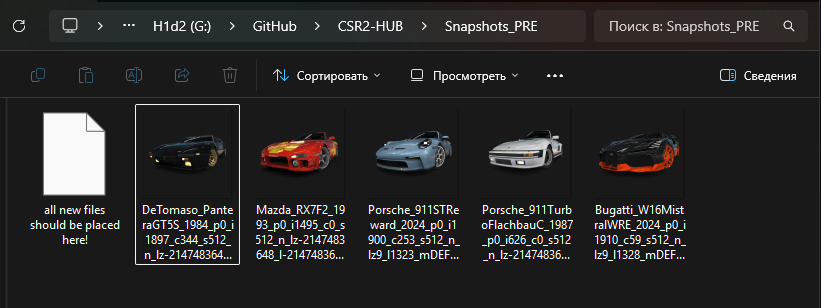 H1d2 (G:)
GitHub
CSR2-HUB
Snapshots_PRE
Поиск в: Snapshots_PRE
Сортировать
Просмотреть
Сведения
all new files
should be placed
here!
DeTomaso_Pante
raGT5S_1984_p0_i
1897_c344_s512_
n_lz-214748364...
Mazda_RX7F2_19
93_p0_i1495_c0_s
512_n_lz-2147483
648_l-21474836...
Porsche_911STRe
ward_2024_p0_i1
900_c253_s512_n_
lz9_l1323_mDEF...
Porsche_911Turb
oFlachbauC_1987
_p0_i626_c0_s512
_n_lz-214748364...
Bugatti_W16Mist
ralWRE_2024_p0_i
1910_c59_s512_n_
lz9_l1328_mDEF...